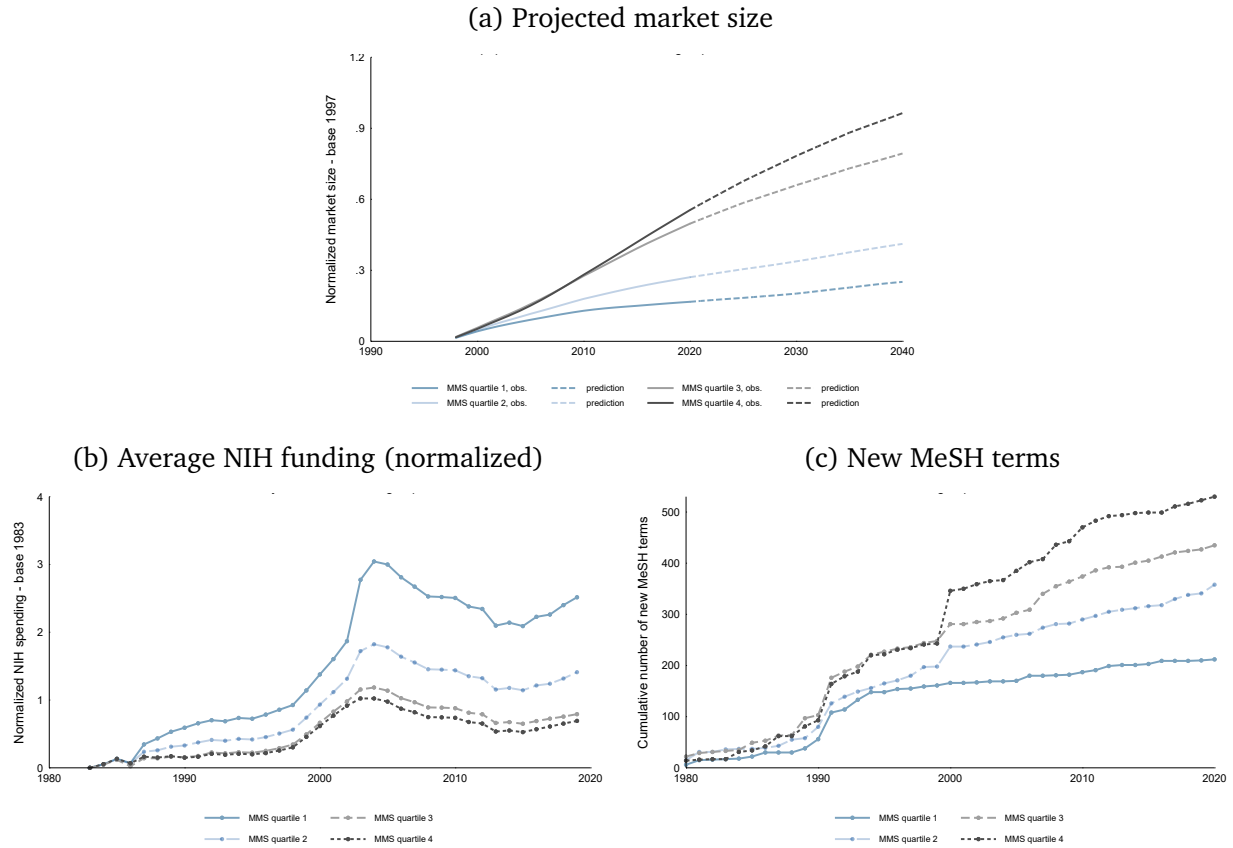 (a) Projected market size
Normalized market size - base 1997
1.2
.9
.6
.3
0
1990 2000 2010 2020 2030 2040
MMS quartile 1, obs. prediction MMS quartile 3, obs. prediction
MMS quartile 2, obs. prediction MMS quartile 4, obs. prediction
(b) Average NIH funding (normalized)
Normalized NIH spending - base 1983
4
3
2
1
0
1980 1990 2000 2010 2020
MMS quartile 1 MMS quartile 3
MMS quartile 2 MMS quartile 4
(c) New MeSH terms
Cumulative number of new MeSH terms
500
400
300
200
100
0
1980 1990 2000 2010 2020
MMS quartile 1 MMS quartile 3
MMS quartile 2 MMS quartile 4